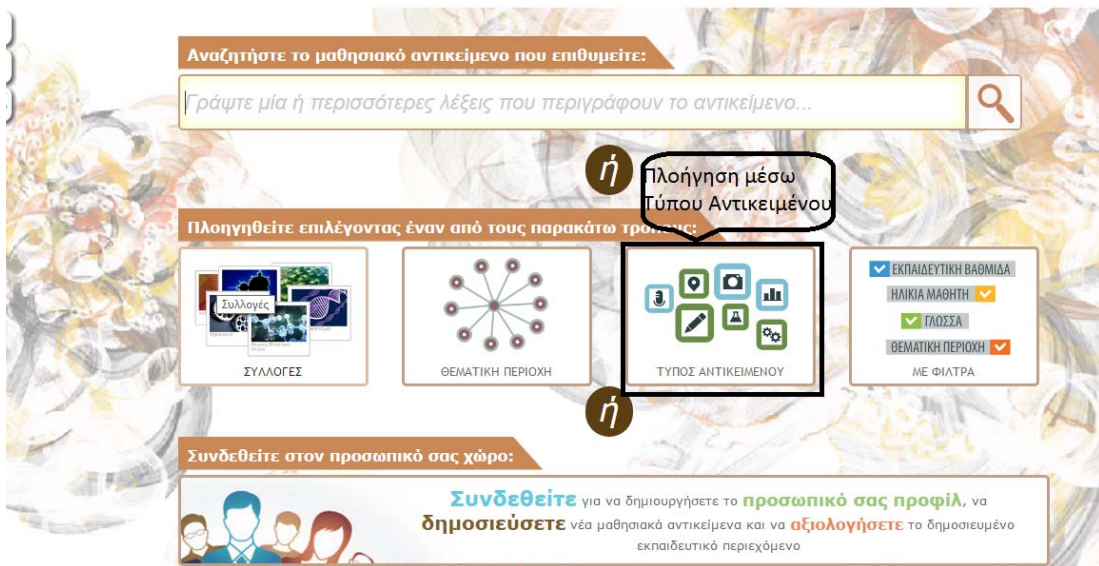 Αναζητήστε το μαθησιακό αντικείμενο που επιθυμείτε:
Γράψτε μία ή περισσότερες λέξεις που περιγράφουν το αντικείμενο...
ή
Πλοήγηση μέσω
Τύπου Αντικειμένου
Πλοηγηθείτε επιλέγοντας έναν από τους παρακάτω τρόπους:
Συλλογές
ΣΥΛΛΟΓΕΣ
ΘΕΜΑΤΙΚΗ ΠΕΡΙΟΧΗ
ΤΥΠΟΣ ΑΝΤΙΚΕΙΜΕΝΟΥ
ΕΚΠΑΙΔΕΥΤΙΚΗ ΒΑΘΜΙΔΑ
ΗΛΙΚΙΑ ΜΑΘΗΤΗ
ΓΛΩΣΣΑ
ΘΕΜΑΤΙΚΗ ΠΕΡΙΟΧΗ
ΜΕ ΦΙΛΤΡΑ
ή
Συνδεθείτε στον προσωπικό σας χώρο:
Συνδεθείτε για να δημιουργήσετε το προσωπικό σας προφίλ, να
δημοσιεύσετε νέα μαθησιακά αντικείμενα και να αξιολογήσετε το δημοσιευμένο
εκπαιδευτικό περιεχόμενο